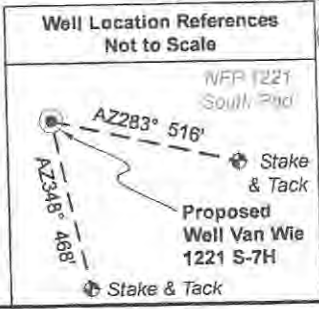 Well Location References
Not to Scale
NFP 1221
South Pad
AZ283° 516'
Stake
& Tack
AZ348° 468'
Proposed
Well Van Wie
1221 S-7H
Stake & Tack